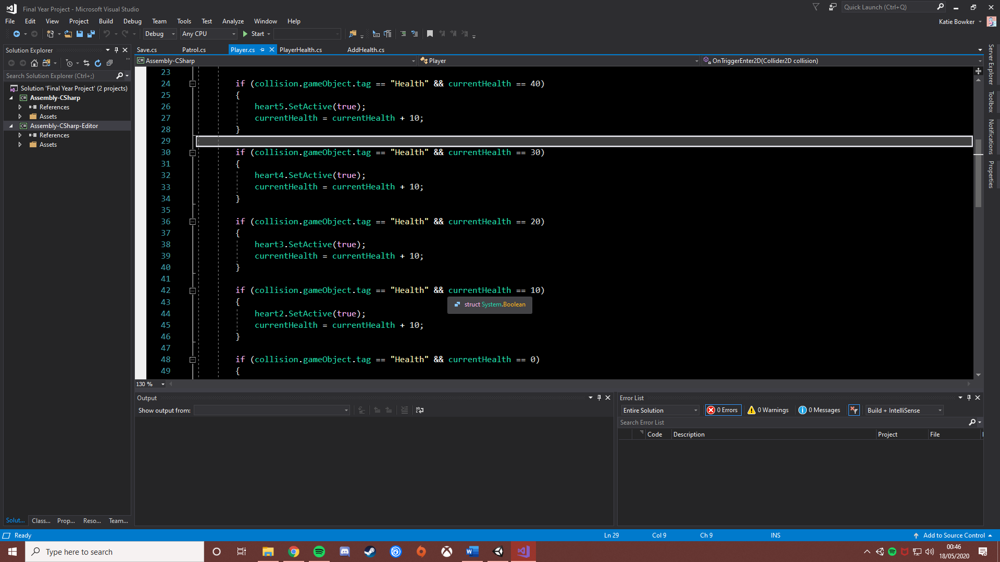 Final Year Project - Microsoft Visual Studio
Quick Launch (Ctrl+Q)
File Edit View Project Build Debug Team Tools Test Analyze Window Help
Katie Bowker
Debug Any CPU Start
Solution Explorer
Save.cs Patrol.cs Player.cs PlayerHealth.cs AddHealth.cs
C# Assembly-CSharp Player OnTriggerEnter2D(Collider2D collision)
Search Solution Explorer (Ctrl+;)
Solution 'Final Year Project' (2 projects)
C# Assembly-CSharp
References
Assets
C# Assembly-CSharp-Editor
References
Assets
23
24 if (collision.gameObject.tag == "Health" && currentHealth == 40)
25 {
26 heart5.SetActive(true);
27 currentHealth = currentHealth + 10;
28 }
29
30 if (collision.gameObject.tag == "Health" && currentHealth == 30)
31 {
32 heart4.SetActive(true);
33 currentHealth = currentHealth + 10;
34 }
35
36 if (collision.gameObject.tag == "Health" && currentHealth == 20)
37 {
38 heart3.SetActive(true);
39 currentHealth = currentHealth + 10;
40 }
41
42 if (collision.gameObject.tag == "Health" && currentHealth == 10)
43 {
struct System.Boolean
44 heart2.SetActive(true);
45 currentHealth = currentHealth + 10;
46 }
47
48 if (collision.gameObject.tag == "Health" && currentHealth == 0)
49 {
130 %
Server Explorer
Toolbox
Notifications
Properties
Output
Show output from:
Error List
Entire Solution 0 Errors 0 Warnings 0 Messages Build + IntelliSense
Search Error List
Code Description Project File
Solut... Class... Prop... Reso... Team...
Ready Ln 29 Col 9 Ch 9 INS Add to Source Control
Type here to search
00:46
18/05/2020